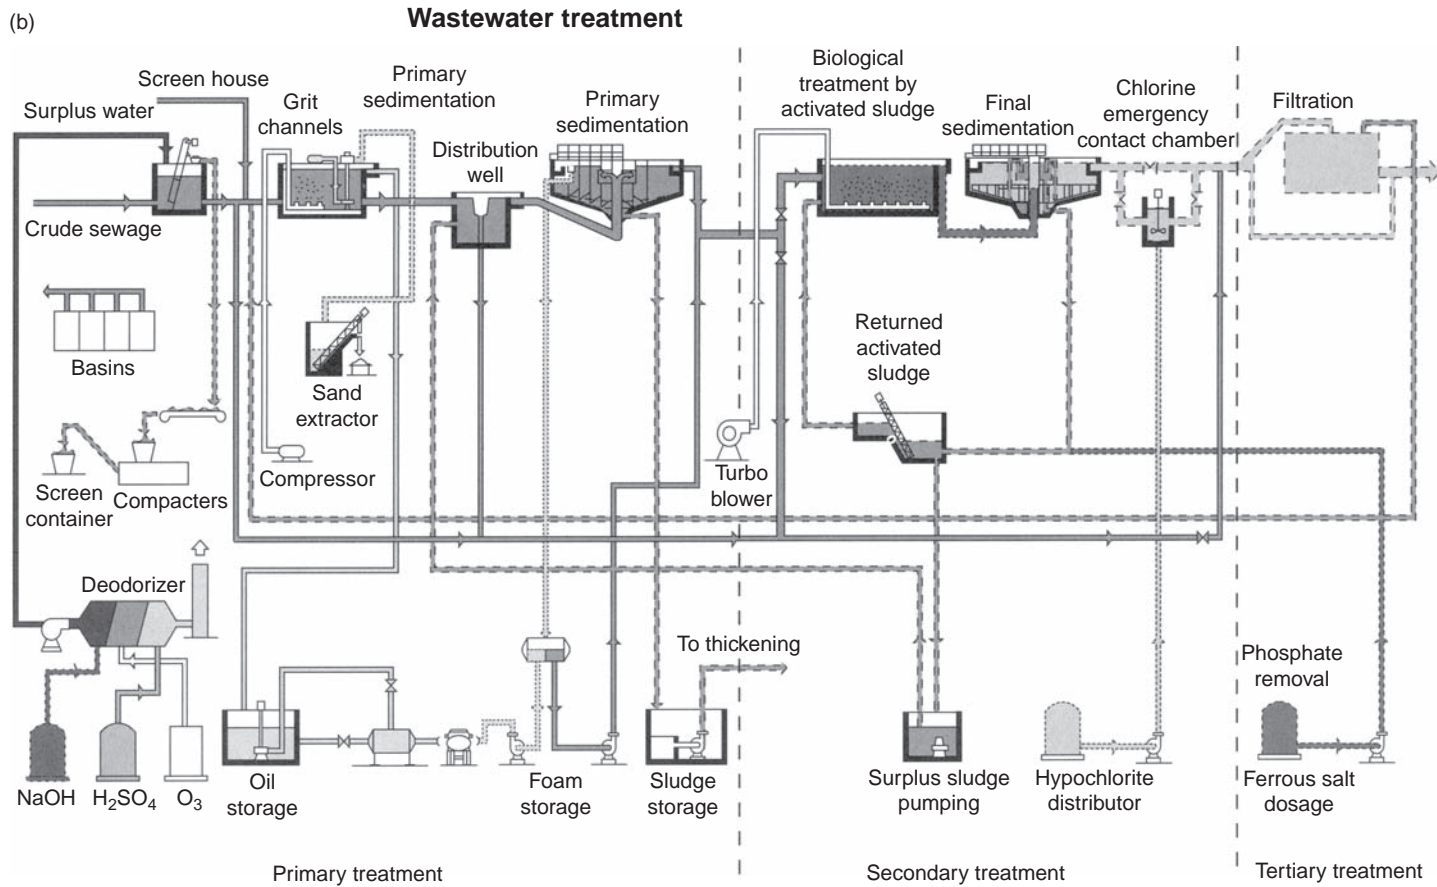 (b)
Wastewater treatment
Screen house
Surplus water
Grit
channels
Primary
sedimentation
Distribution
well
Primary
sedimentation
Biological
treatment by
activated sludge
Final
sedimentation
Chlorine
emergency
contact chamber
Filtration
Crude sewage
Basins
Sand
extractor
Returned
activated
sludge
Screen
container
Compacters
Compressor
Turbo
blower
Deodorizer
To thickening
Phosphate
removal
NaOH
H2SO4
O3
Oil
storage
Foam
storage
Sludge
storage
Surplus sludge
pumping
Hypochlorite
distributor
Ferrous salt
dosage
Primary treatment
Secondary treatment
Tertiary treatment